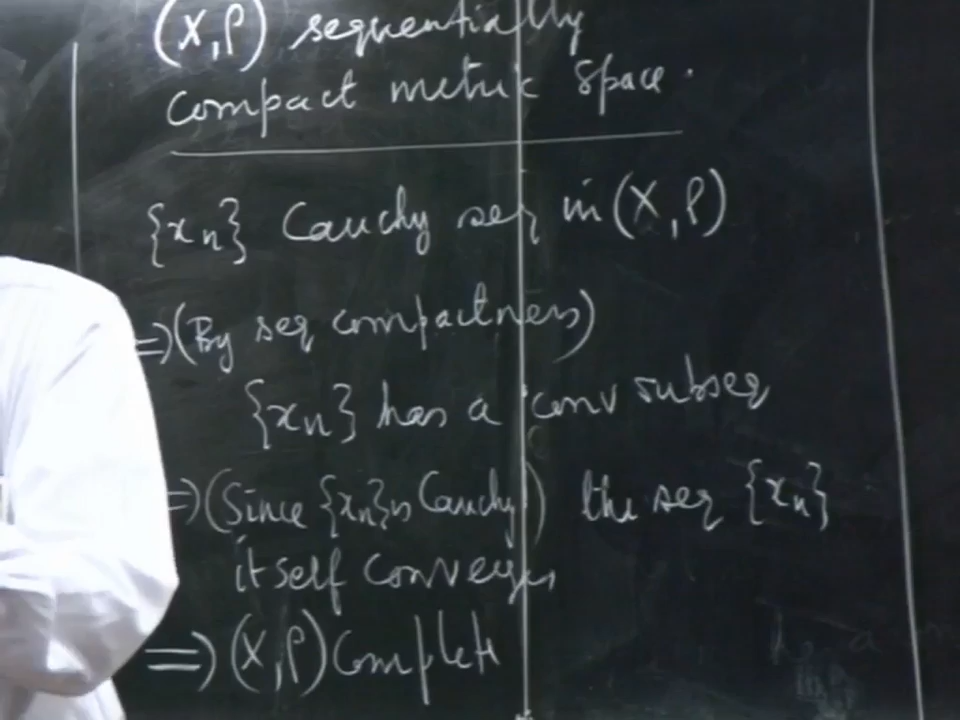 (X, ρ) sequentially
compact metric space.
{xₙ} Cauchy seq in (X, ρ)
⇒ (By seq compactness)
{xₙ} has a conv subseq
⇒ (Since {xₙ} is Cauchy) the seq {xₙ}
itself converges
⇒ (X, ρ) Complete